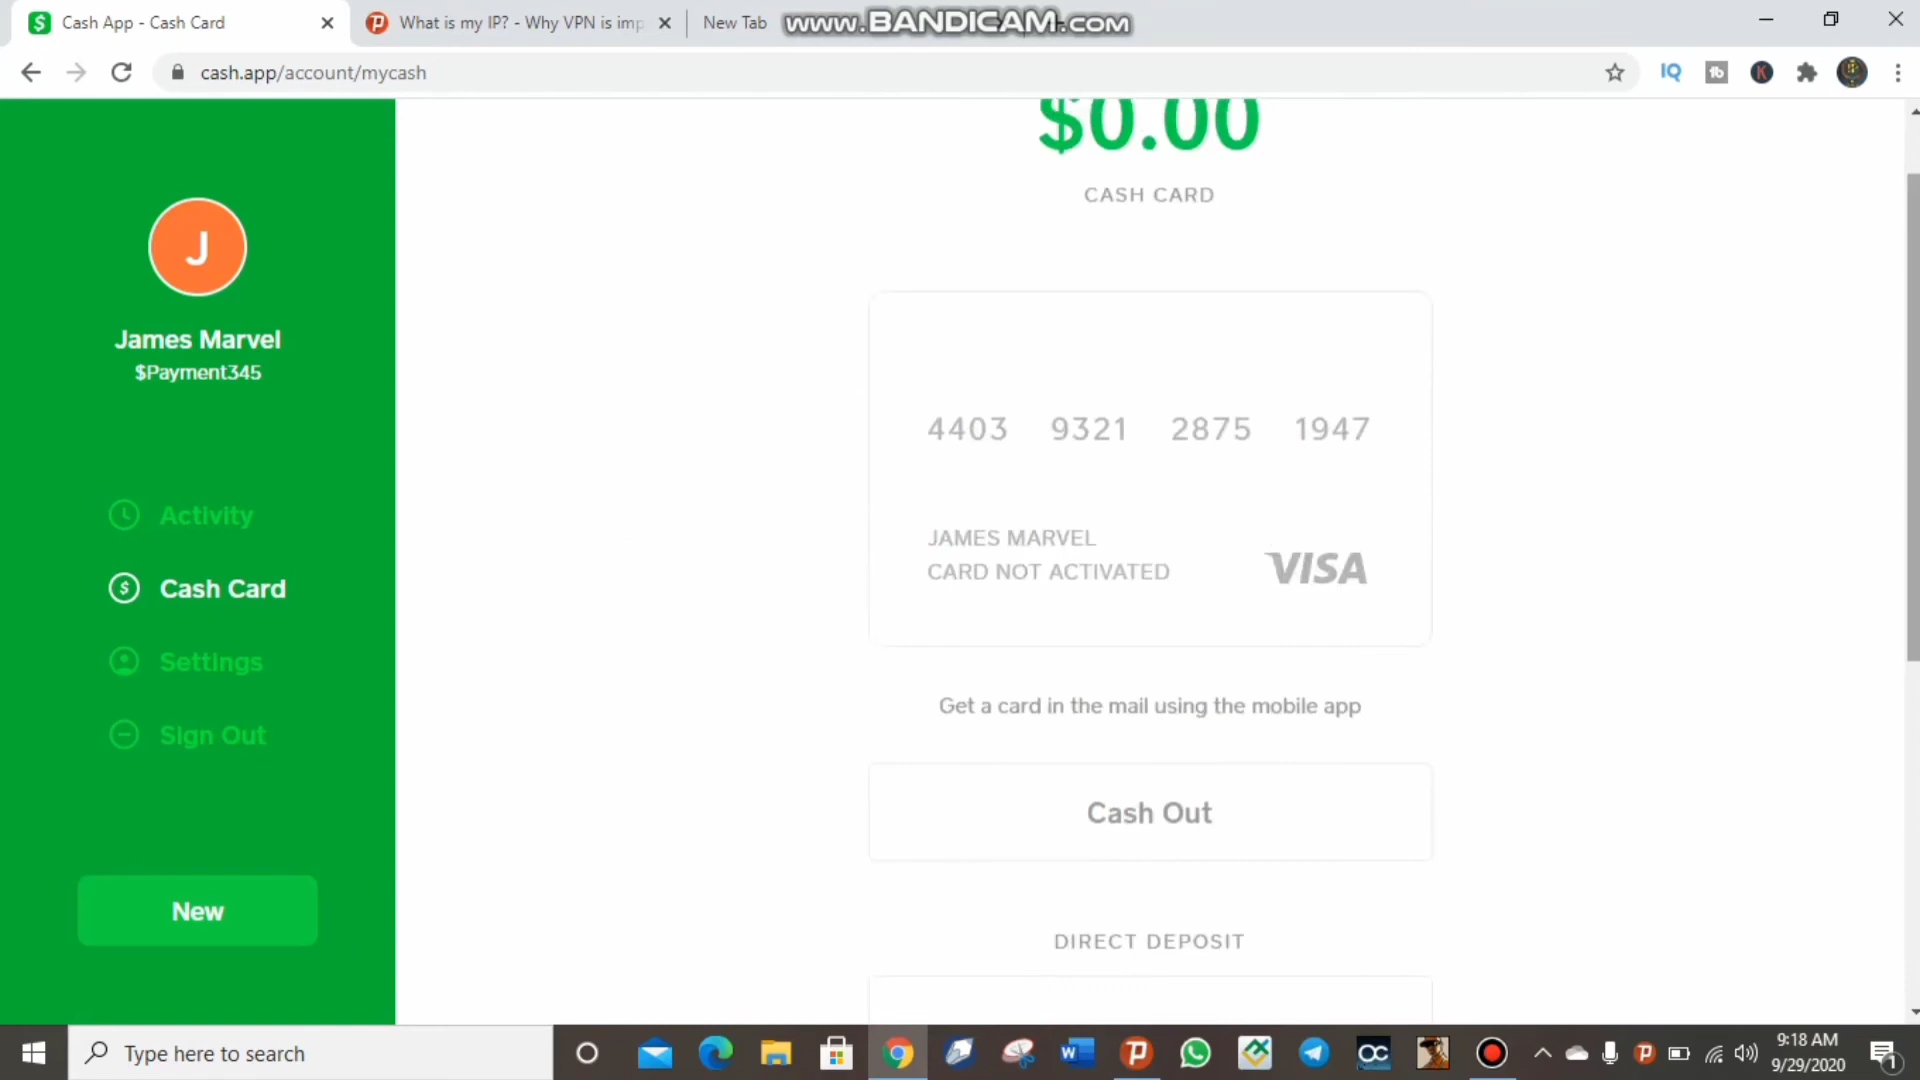 Cash App - Cash Card
What is my IP? - Why VPN is imp
New Tab
www.BANDICAM.com
cash.app/account/mycash
$0.00
CASH CARD
J
James Marvel
$Payment345
4403 9321 2875 1947
JAMES MARVEL
CARD NOT ACTIVATED
VISA
Activity
Cash Card
Settings
Sign Out
Get a card in the mail using the mobile app
Cash Out
New
DIRECT DEPOSIT
Type here to search
9:18 AM
9/29/2020